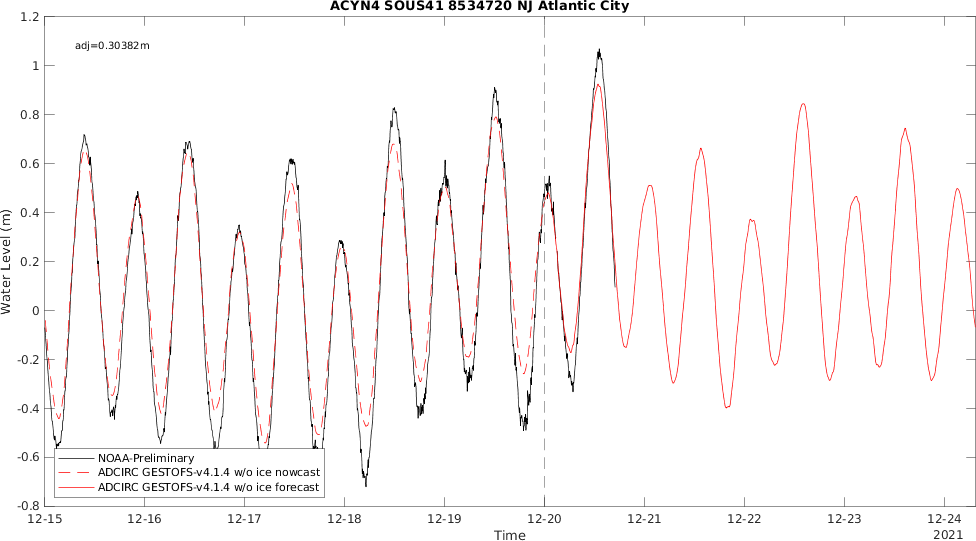 ACYN4 SOUS41 8534720 NJ Atlantic City
adj=0.30382m
1.2
1
0.8
0.6
0.4
0.2
0
-0.2
-0.4
-0.6
-0.8
Water Level (m)
NOAA-Preliminary
ADCIRC GESTOFS-v4.1.4 w/o ice nowcast
ADCIRC GESTOFS-v4.1.4 w/o ice forecast
12-15 12-16 12-17 12-18 12-19 12-20 12-21 12-22 12-23 12-24
Time
2021